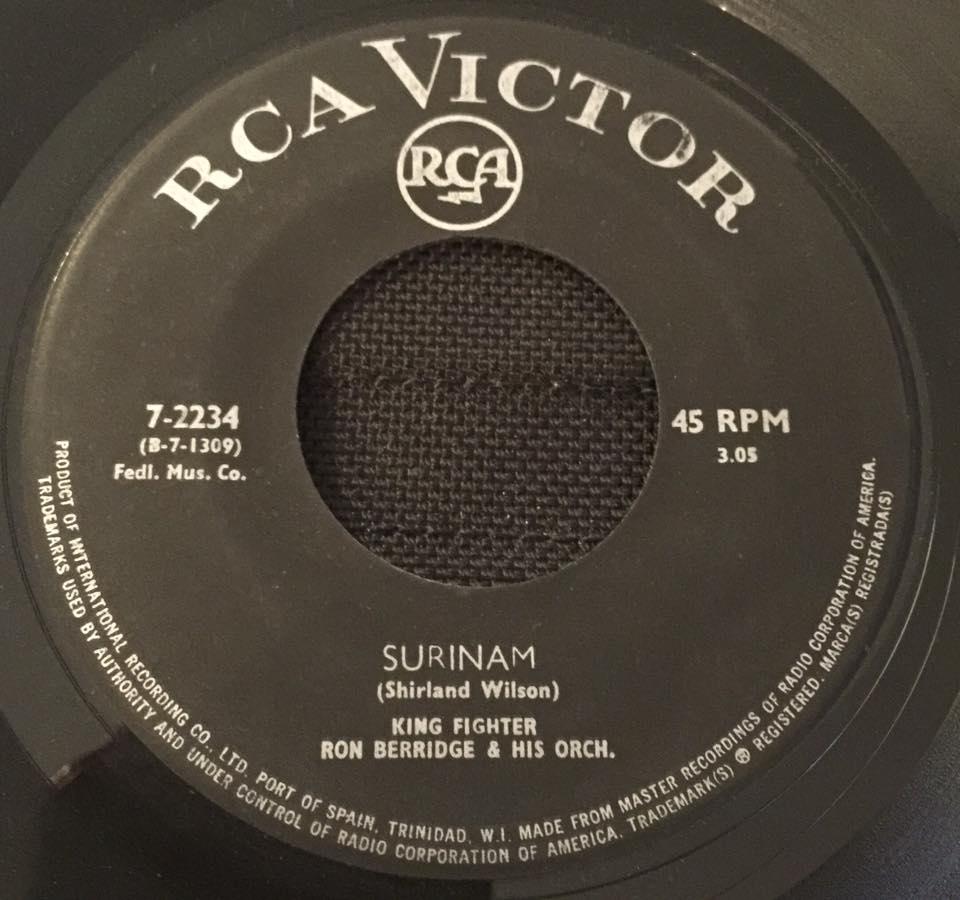 RCA VICTOR
RCA
7-2234
(B-7-1309)
Fedl. Mus. Co.
45 RPM
3.05
SURINAM
(Shirland Wilson)
KING FIGHTER
RON BERRIDGE & HIS ORCH.
PRODUCT OF INTERNATIONAL RECORDING CO., LTD. PORT OF SPAIN, TRINIDAD, W.I. MADE FROM MASTER RECORDINGS OF RADIO CORPORATION OF AMERICA.
TRADEMARKS USED BY AUTHORITY AND UNDER CONTROL OF RADIO CORPORATION OF AMERICA. TRADEMARK(S) ® REGISTERED. MARCA(S) REGISTRADA(S)